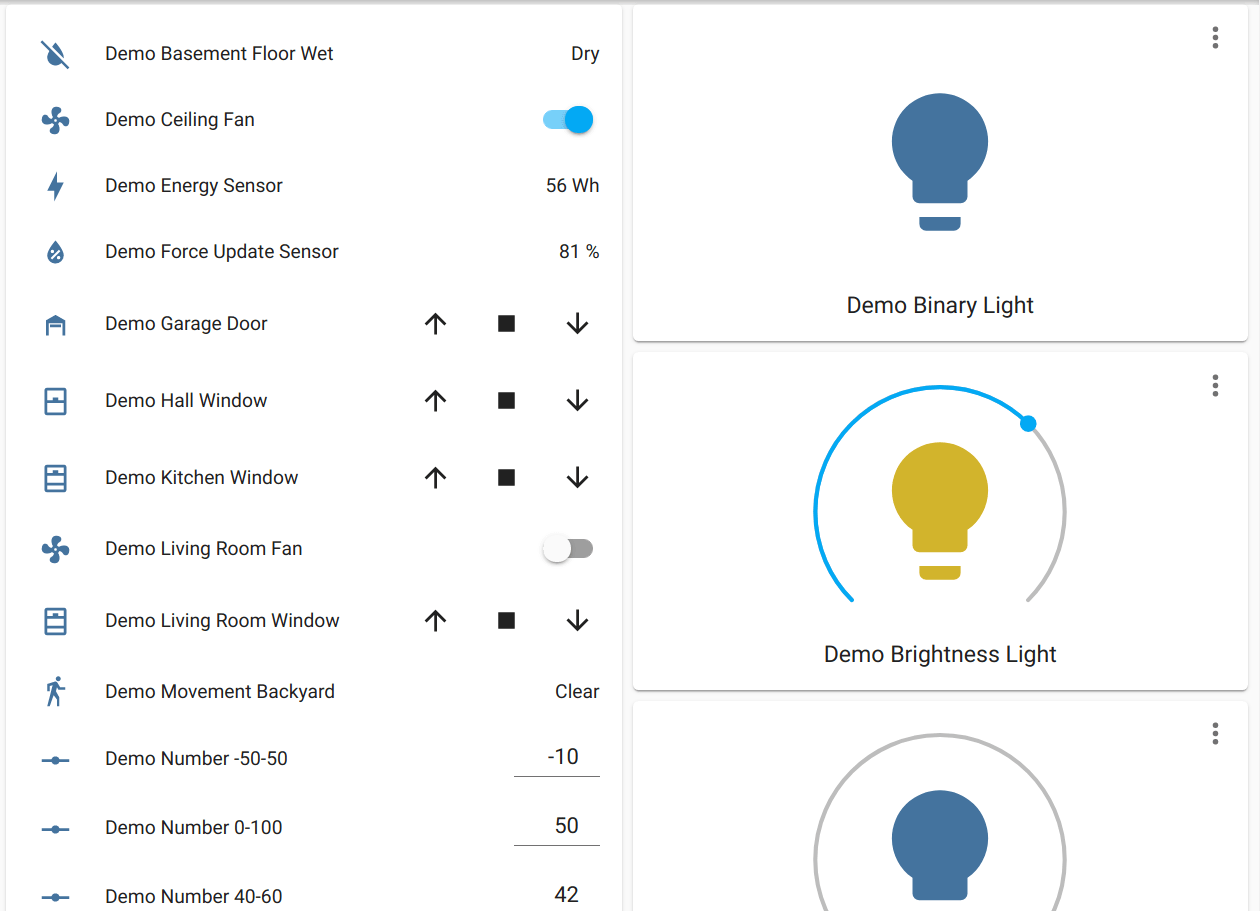 Demo Basement Floor Wet Dry
Demo Ceiling Fan
Demo Energy Sensor 56 Wh
Demo Force Update Sensor 81 %
Demo Garage Door
Demo Hall Window
Demo Kitchen Window
Demo Living Room Fan
Demo Living Room Window
Demo Movement Backyard Clear
Demo Number -50-50 -10
Demo Number 0-100 50
Demo Number 40-60 42
Demo Binary Light
Demo Brightness Light